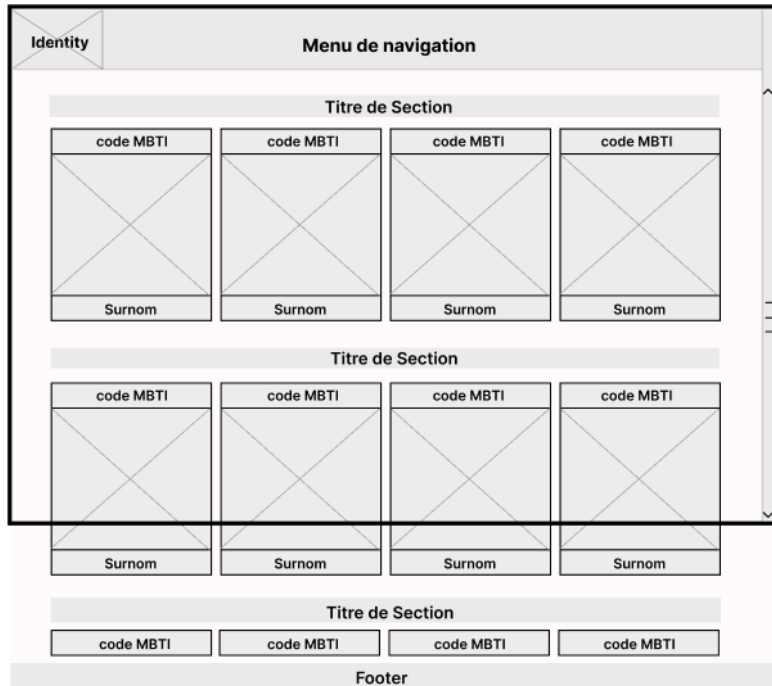 Identity
Menu de navigation
Titre de Section
code MBTI code MBTI code MBTI code MBTI
Surnom Surnom Surnom Surnom
Titre de Section
code MBTI code MBTI code MBTI code MBTI
Surnom Surnom Surnom Surnom
Titre de Section
code MBTI code MBTI code MBTI code MBTI
Footer